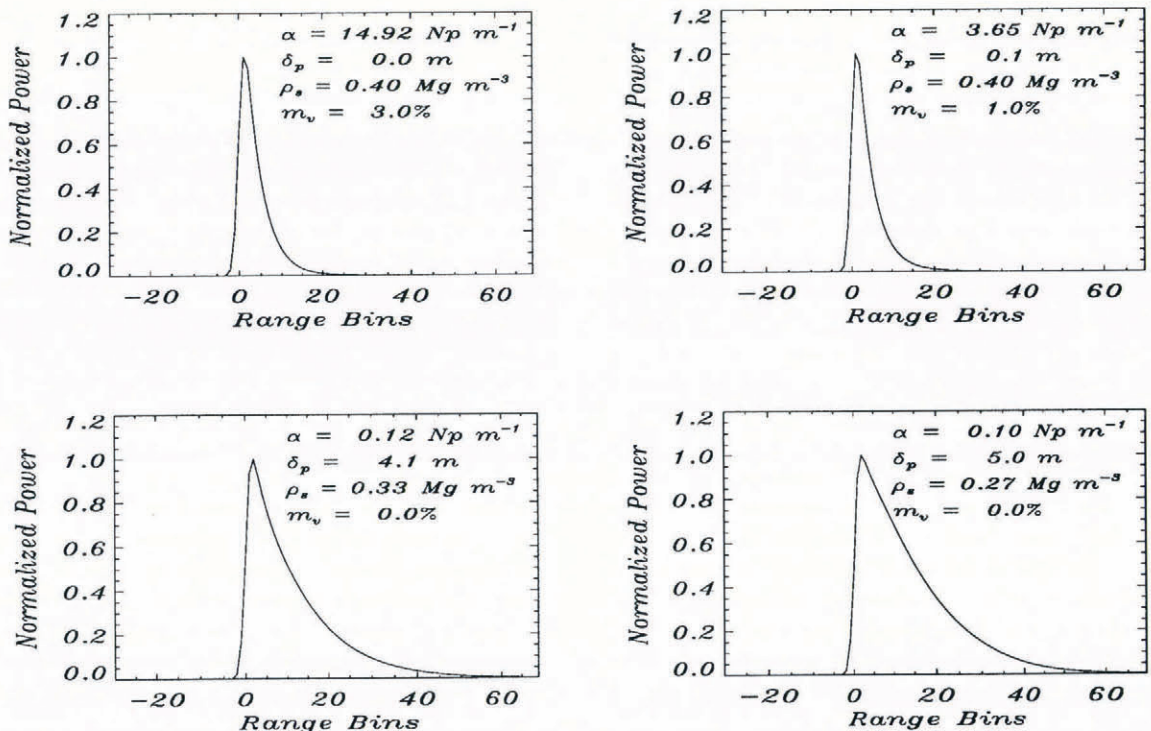 1.2
1.0
0.8
0.6
0.4
0.2
0.0
Normalized Power
α = 14.92 Np m⁻¹
δₚ = 0.0 m
ρₛ = 0.40 Mg m⁻³
mᵥ = 3.0%
−20 0 20 40 60
Range Bins
1.2
1.0
0.8
0.6
0.4
0.2
0.0
Normalized Power
α = 3.65 Np m⁻¹
δₚ = 0.1 m
ρₛ = 0.40 Mg m⁻³
mᵥ = 1.0%
−20 0 20 40 60
Range Bins
1.2
1.0
0.8
0.6
0.4
0.2
0.0
Normalized Power
α = 0.12 Np m⁻¹
δₚ = 4.1 m
ρₛ = 0.33 Mg m⁻³
mᵥ = 0.0%
−20 0 20 40 60
Range Bins
1.2
1.0
0.8
0.6
0.4
0.2
0.0
Normalized Power
α = 0.10 Np m⁻¹
δₚ = 5.0 m
ρₛ = 0.27 Mg m⁻³
mᵥ = 0.0%
−20 0 20 40 60
Range Bins